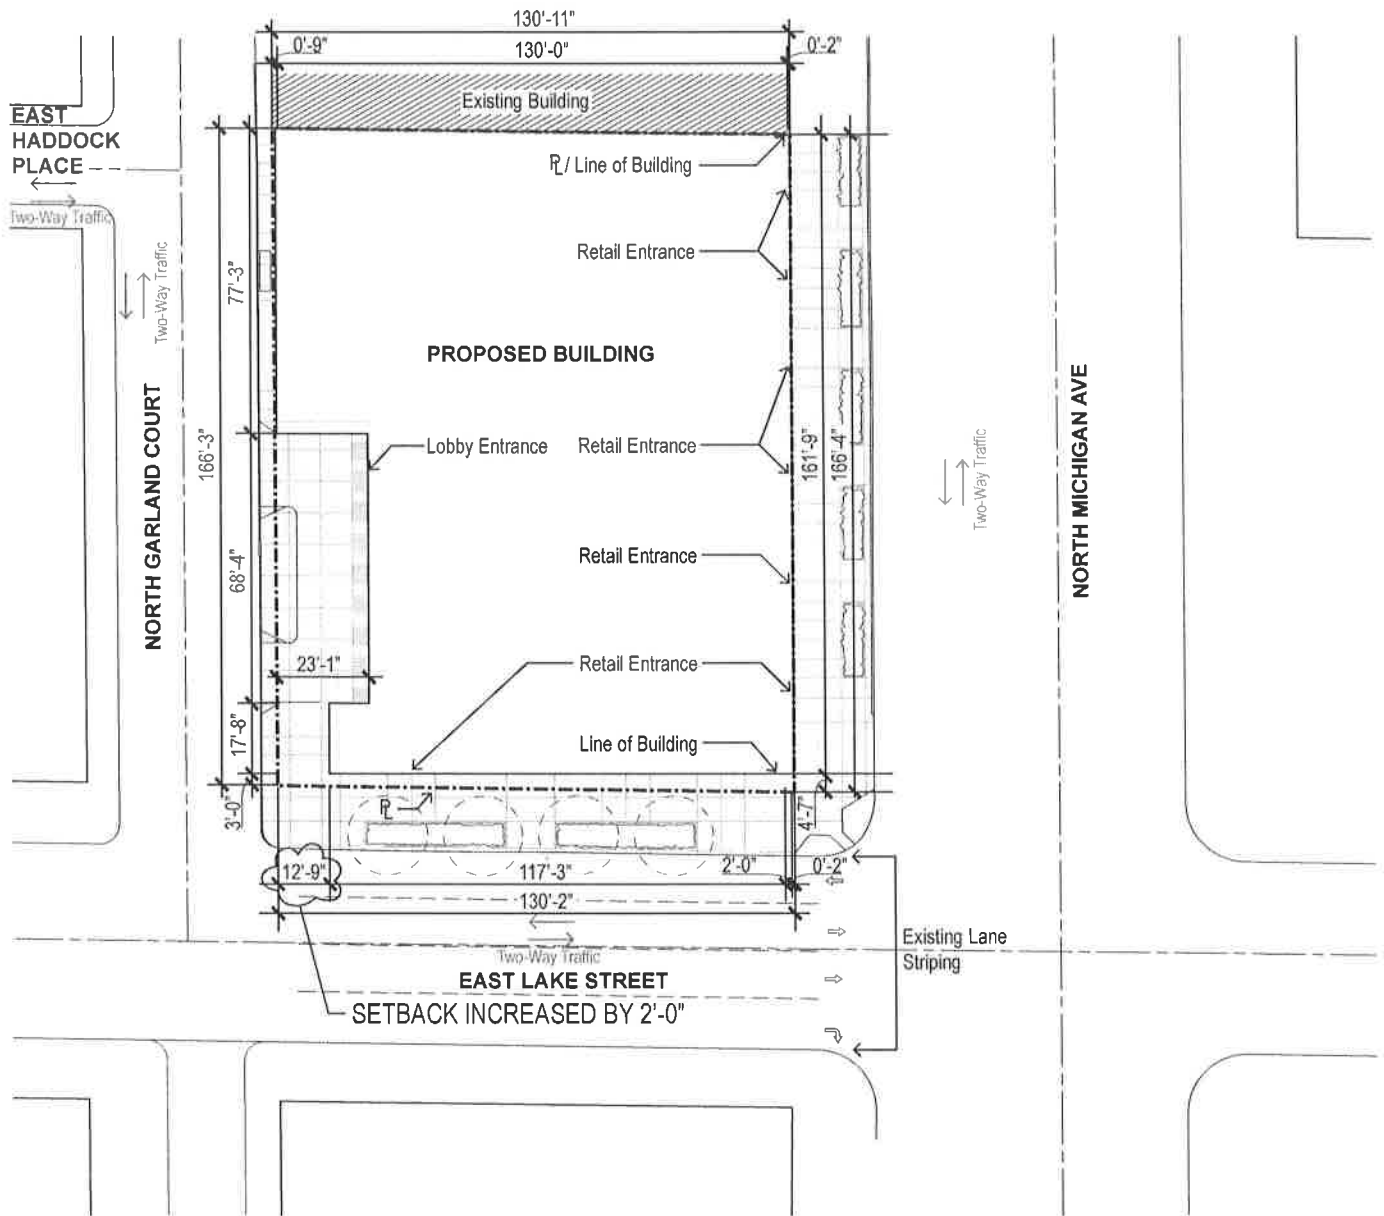 130'-11"
0'-9"
130'-0"
0'-2"
Existing Building
EAST
HADDOCK
PLACE
Two-Way Traffic
PL / Line of Building
Retail Entrance
77'-3"
Two-Way Traffic
PROPOSED BUILDING
NORTH GARLAND COURT
166'-3"
Lobby Entrance
Retail Entrance
161'-9"
166'-4"
Two-Way Traffic
NORTH MICHIGAN AVE
68'-4"
Retail Entrance
23'-1"
Retail Entrance
17'-8"
Line of Building
3'-0"
PL
4'-7"
12'-9"
117'-3"
2'-0"
0'-2"
130'-2"
Existing Lane
Striping
Two-Way Traffic
EAST LAKE STREET
SETBACK INCREASED BY 2'-0"